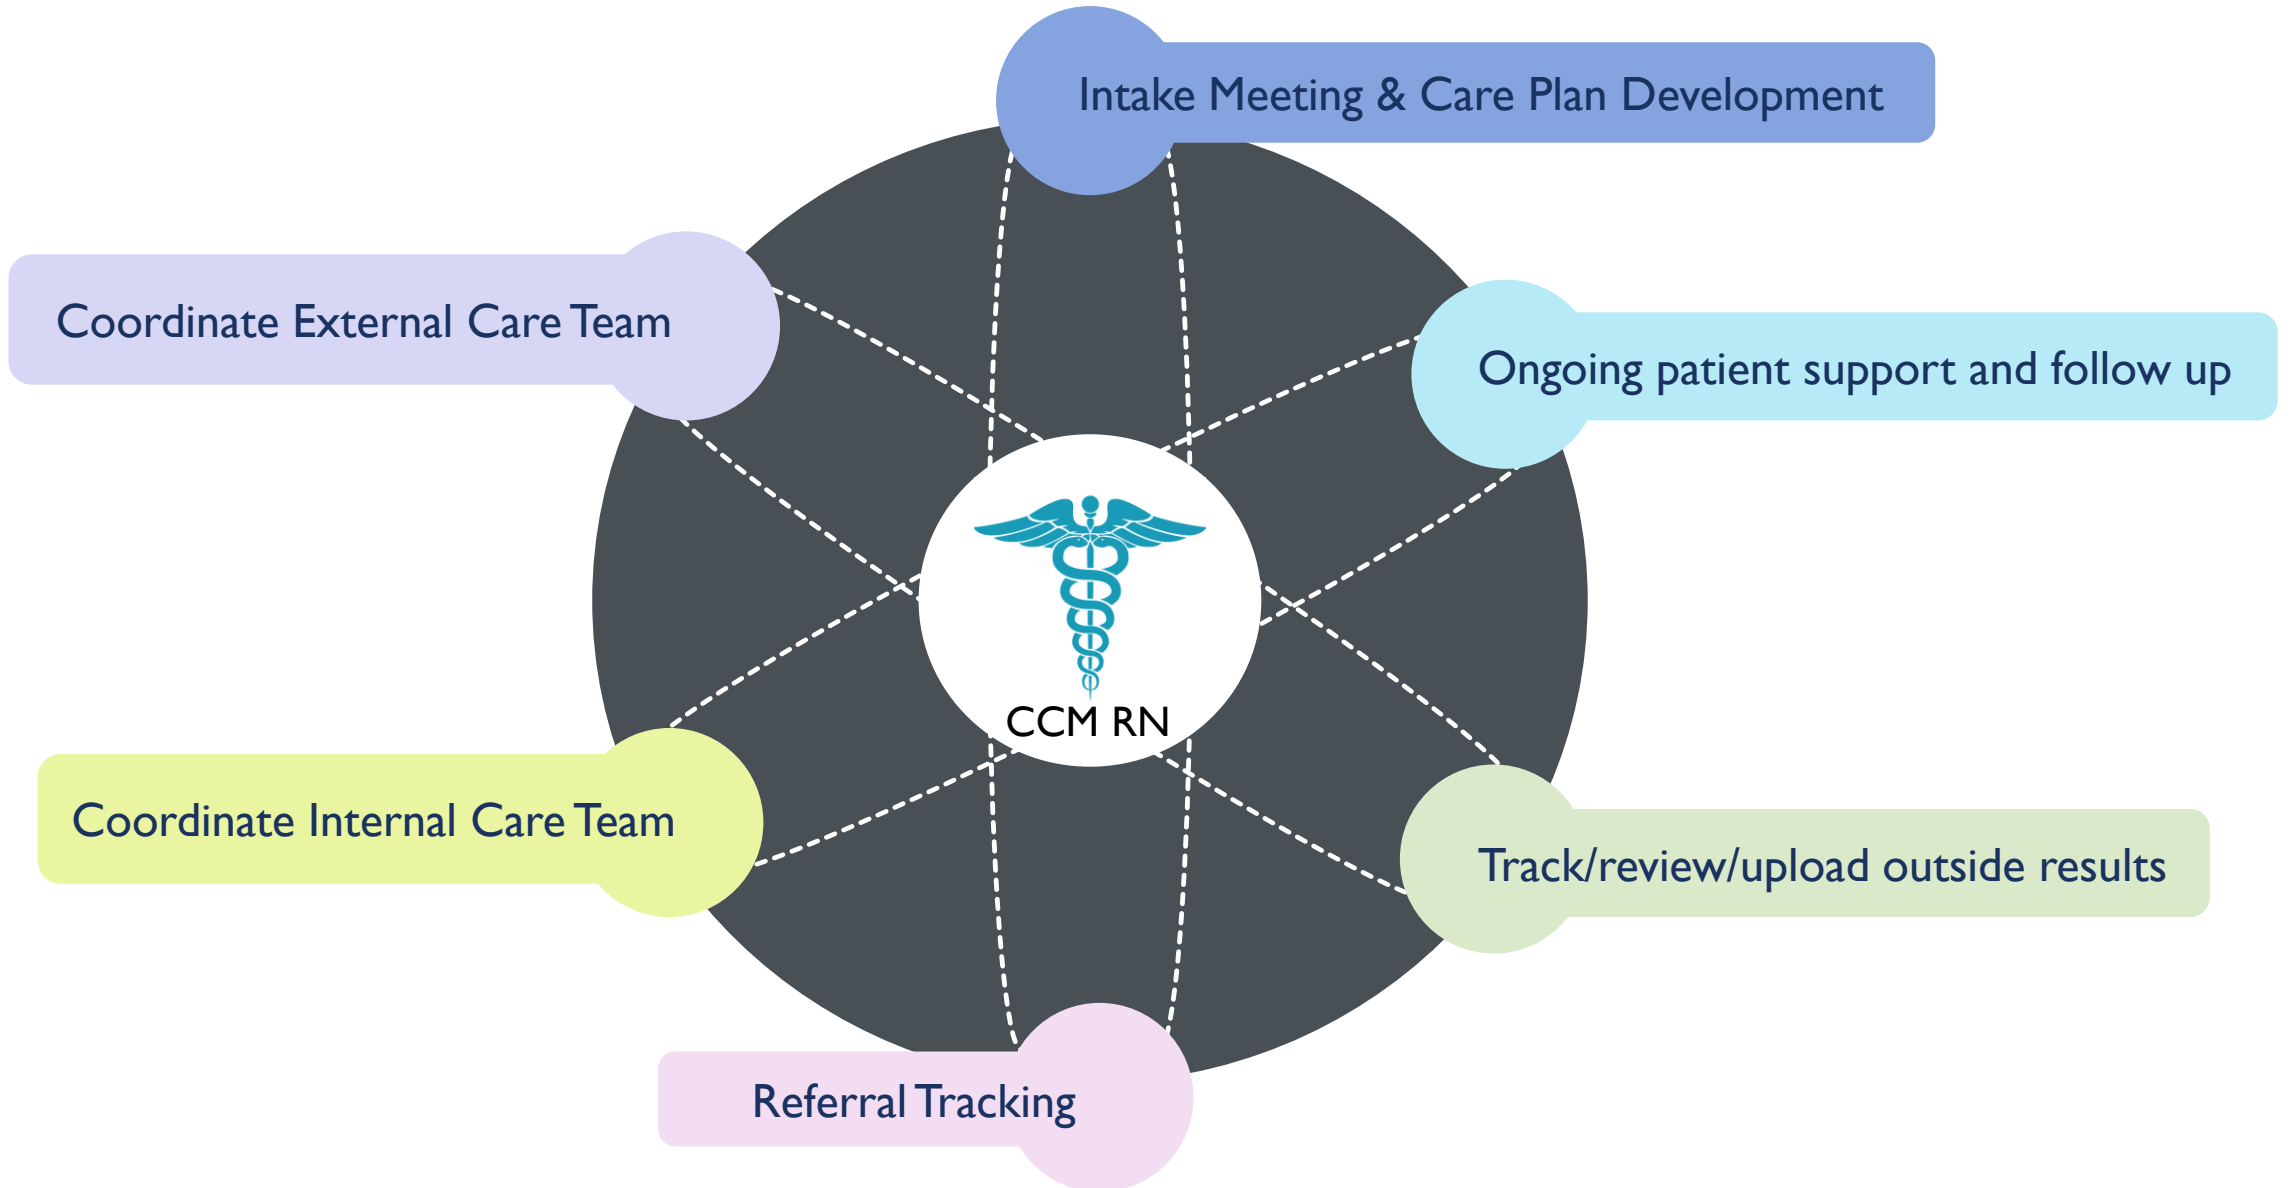 Intake Meeting & Care Plan Development
Coordinate External Care Team
Ongoing patient support and follow up
CCM RN
Coordinate Internal Care Team
Track/review/upload outside results
Referral Tracking